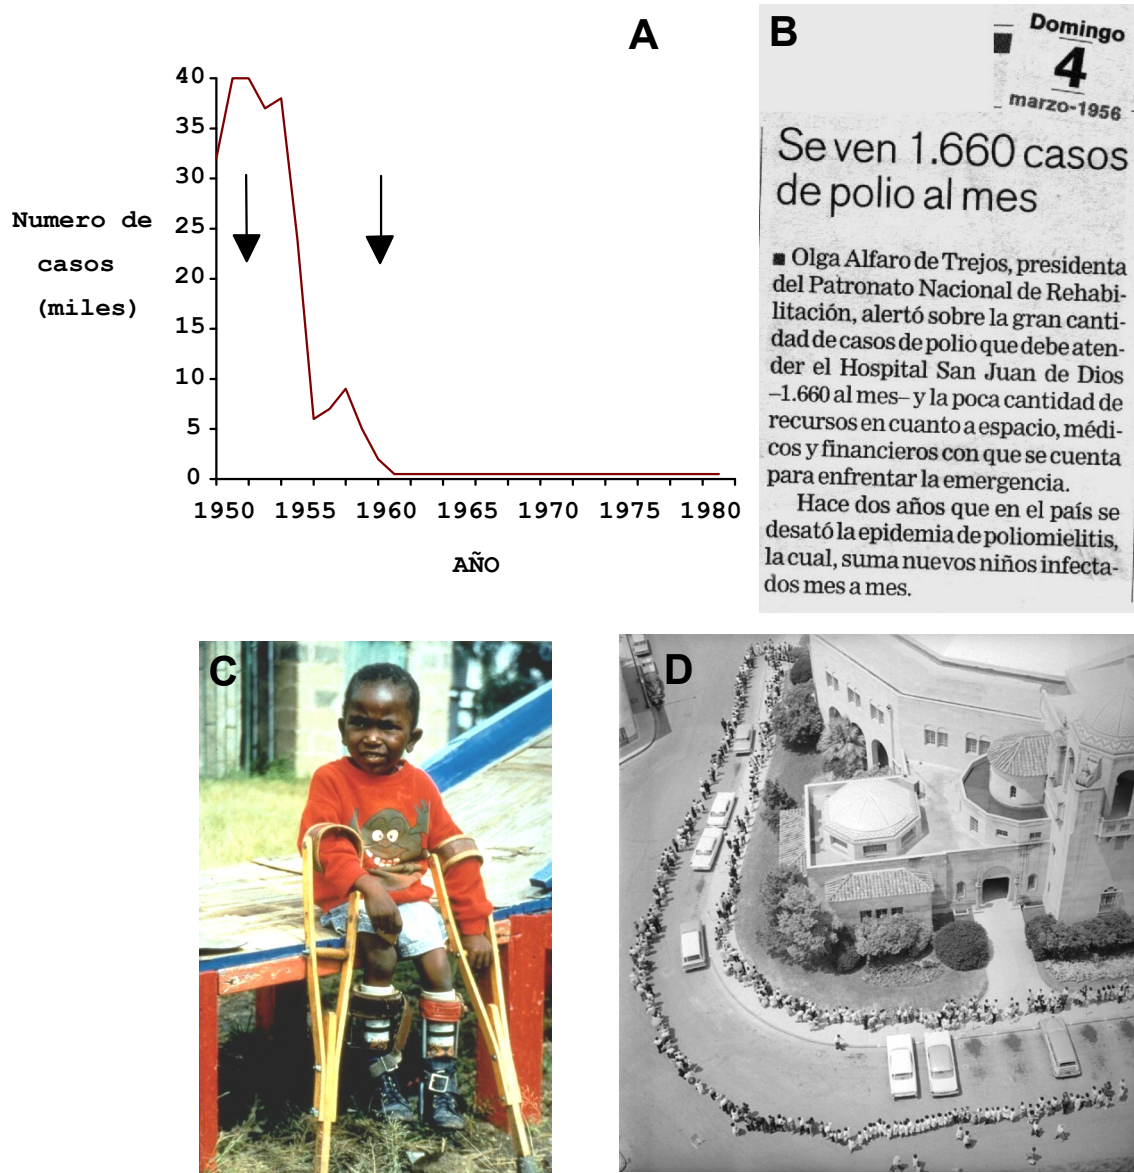 A
40
35
30
25
20
15
10
5
0
Numero de
casos
(miles)
1950 1955 1960 1965 1970 1975 1980
AÑO
B
Domingo
4
marzo-1956
Se ven 1.660 casos
de polio al mes
■ Olga Alfaro de Trejos, presidenta
del Patronato Nacional de Rehabi-
litación, alertó sobre la gran canti-
dad de casos de polio que debe aten-
der el Hospital San Juan de Dios
–1.660 al mes– y la poca cantidad de
recursos en cuanto a espacio, médi-
cos y financieros con que se cuenta
para enfrentar la emergencia.
Hace dos años que en el país se
desató la epidemia de poliomielitis,
la cual, suma nuevos niños infecta-
dos mes a mes.
C
D